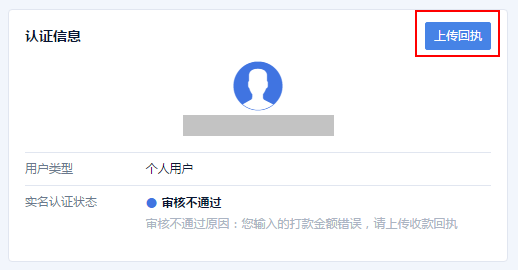 认证信息
上传回执
用户类型 个人用户
实名认证状态 审核不通过
审核不通过原因：您输入的打款金额错误，请上传收款回执